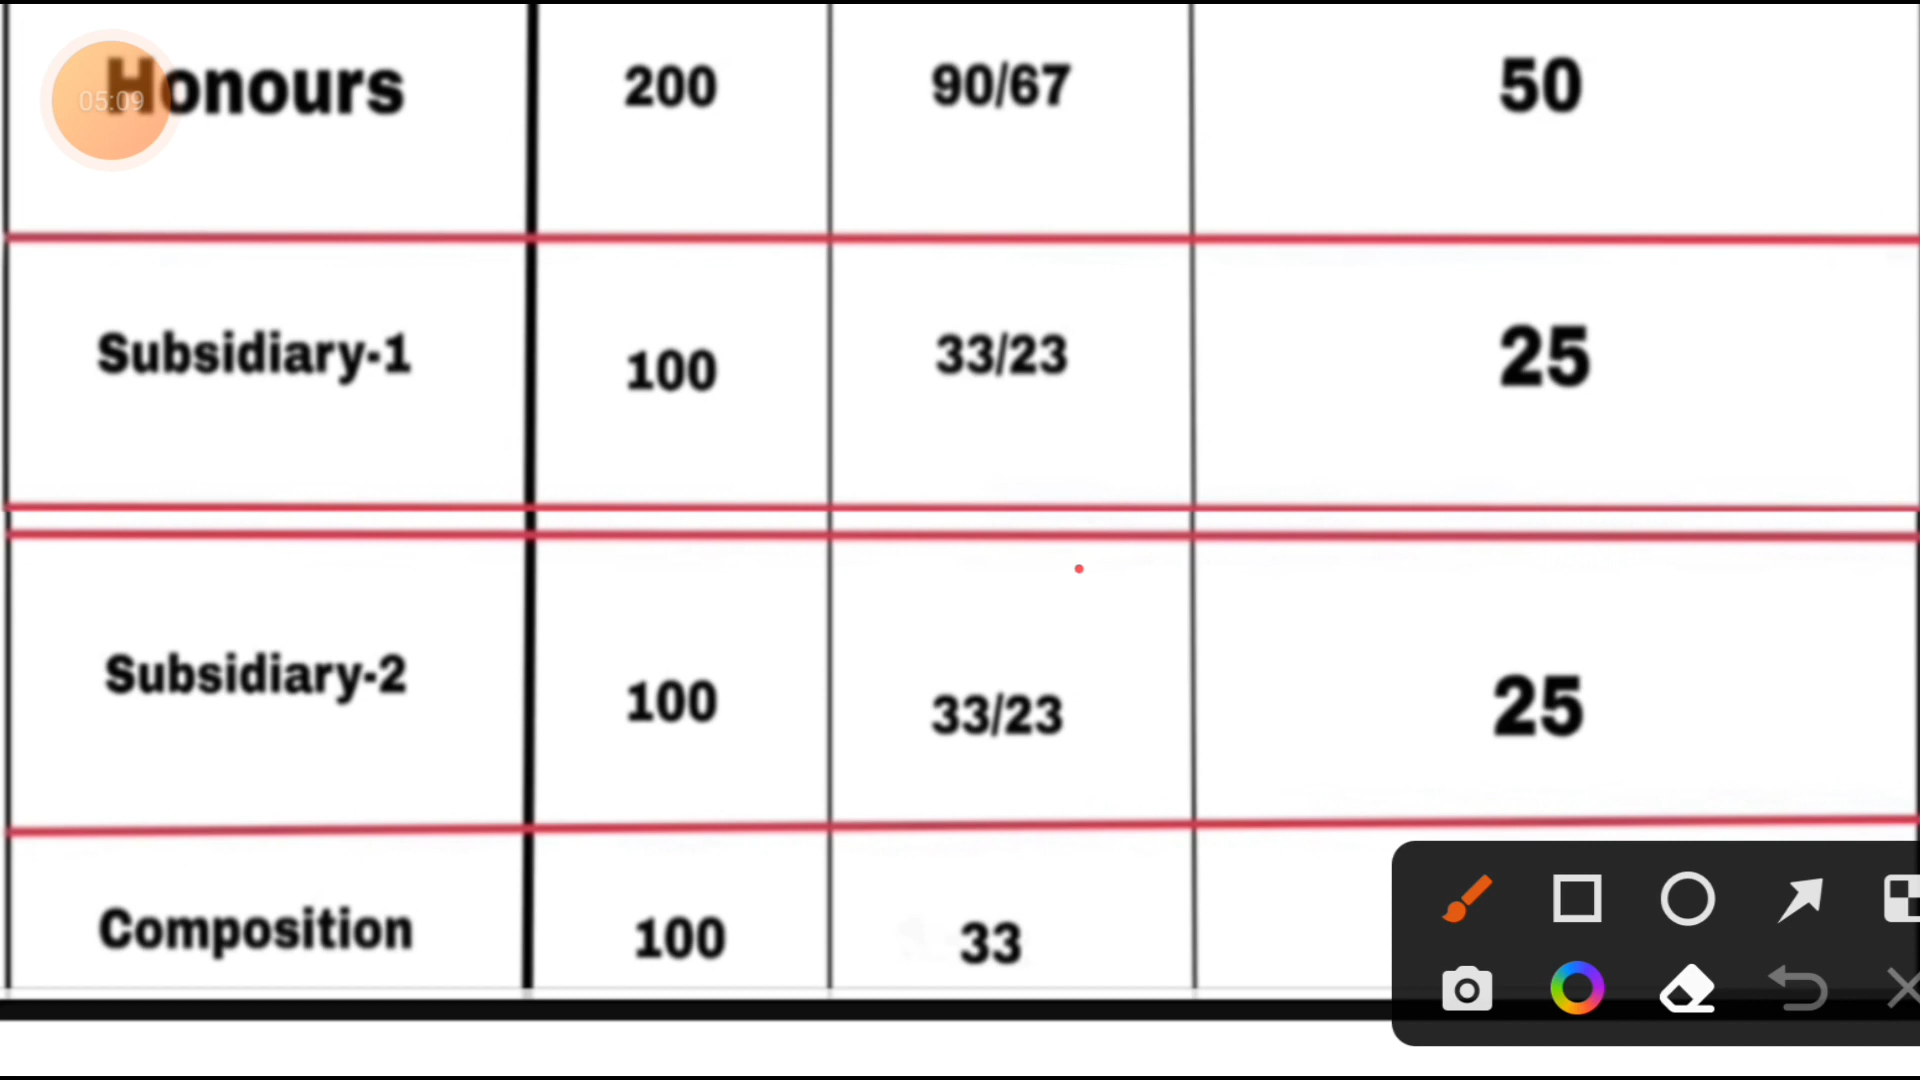 Honours 200 90/67 50
05:09
Subsidiary-1 100 33/23 25
Subsidiary-2 100 33/23 25
Composition 100 33